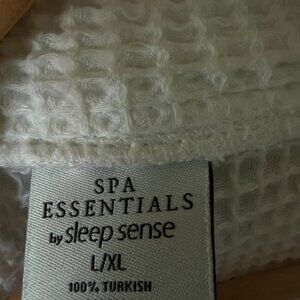 SPA
ESSENTIALS
by sleep sense
L/XL
100% TURKISH